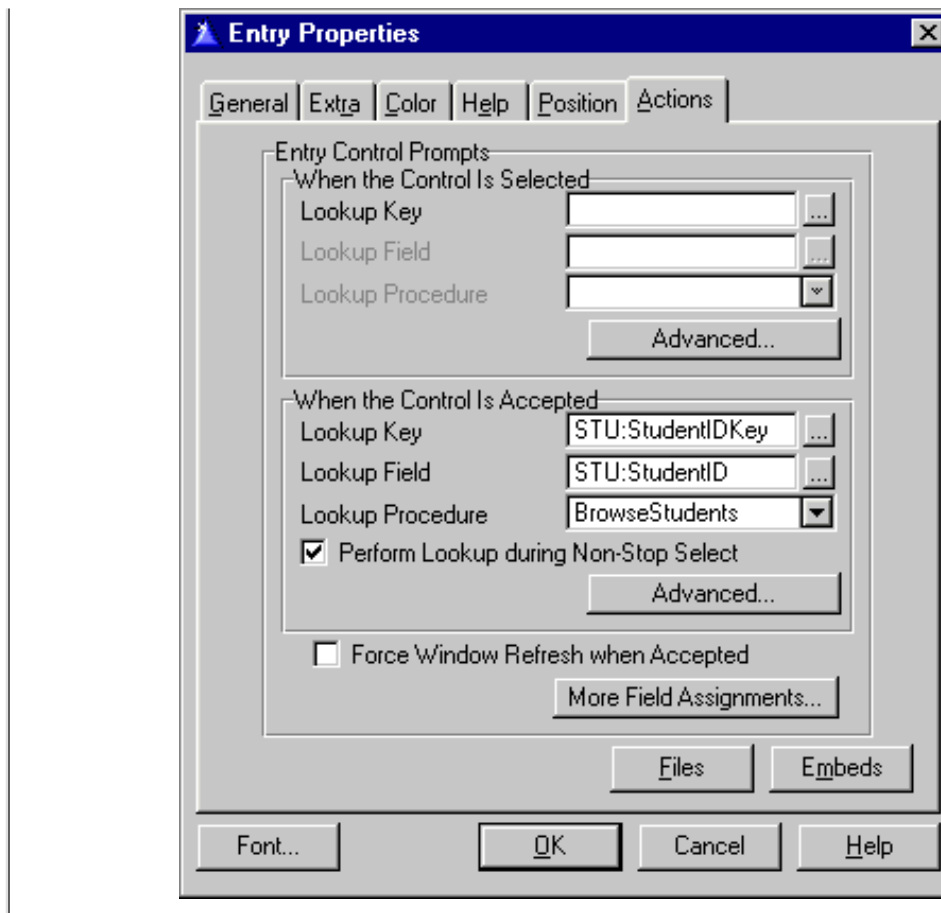 Entry Properties
General Extra Color Help Position Actions
Entry Control Prompts
When the Control Is Selected
Lookup Key ...
Lookup Field ...
Lookup Procedure
Advanced...
When the Control Is Accepted
Lookup Key STU:StudentIDKey ...
Lookup Field STU:StudentID ...
Lookup Procedure BrowseStudents
Perform Lookup during Non-Stop Select
Advanced...
Force Window Refresh when Accepted
More Field Assignments...
Files Embeds
Font... OK Cancel Help